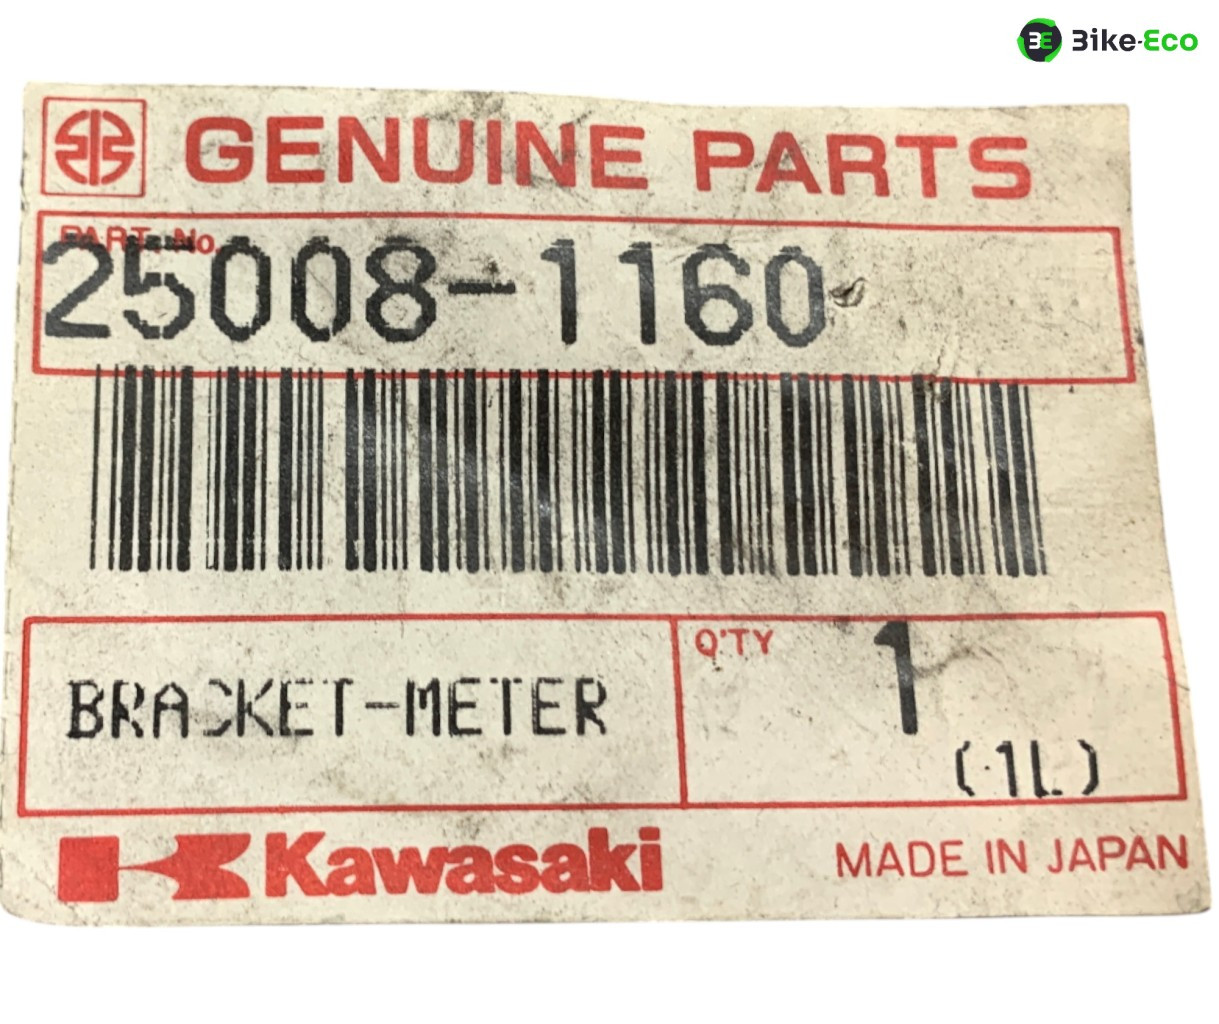 Bike-Eco
GENUINE PARTS
PART No.
25008-1160
BRACKET-METER
Q'TY
1
(1L)
Kawasaki
MADE IN JAPAN